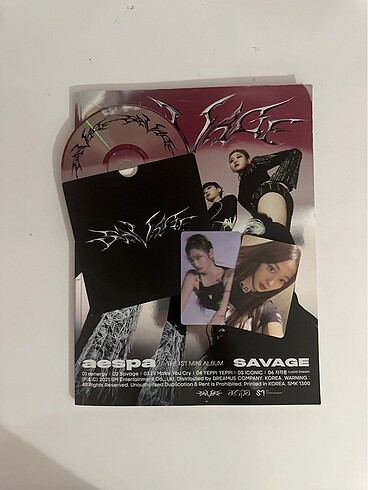 aespa THE 1ST MINI ALBUM SAVAGE
01 aenergy | 02 Savage | 03 I'll Make You Cry | 04 YEPPI YEPPI | 05 ICONIC | 06 자각몽 Lucid Dream
(P & C) 2021 SM Entertainment Co., Ltd. Distributed by DREAMUS COMPANY. KOREA. WARNING :
All Rights Reserved. Unauthorized Duplication & Rent Is Prohibited. Printed in KOREA. SMK 1300
aespa SM